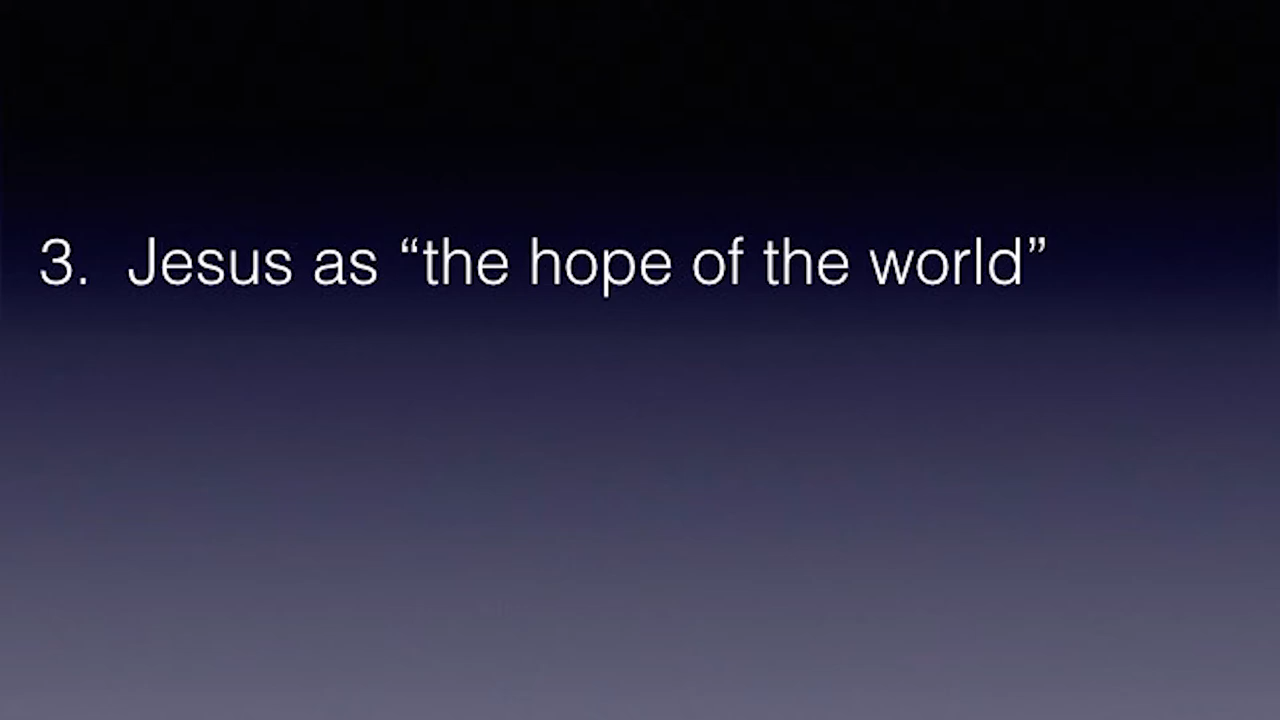 3. Jesus as “the hope of the world”